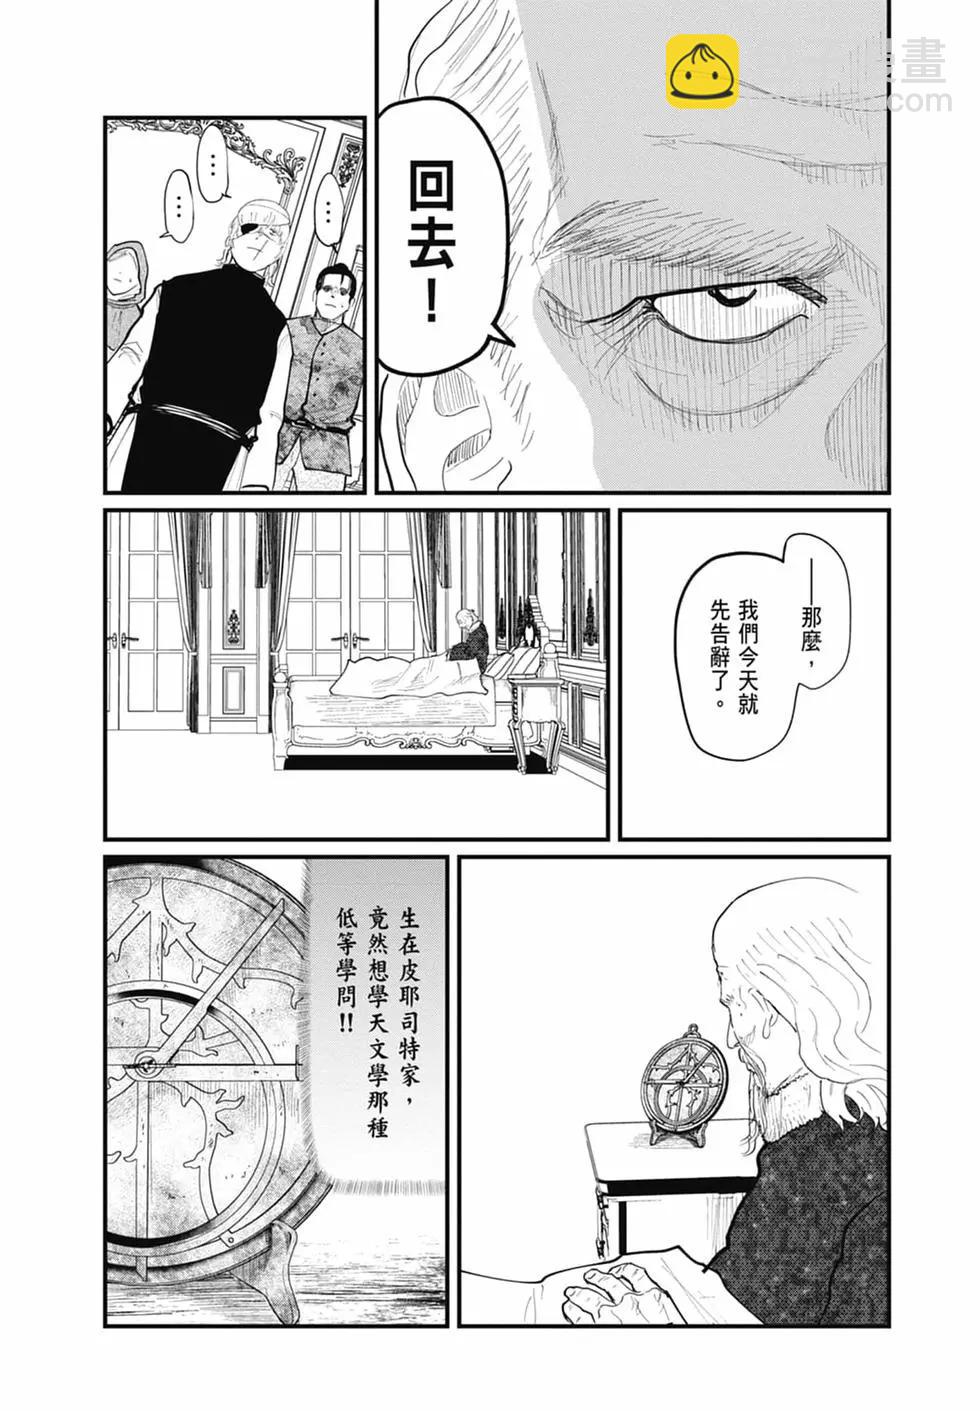 回去！
…
…
…
──那麼，
我們今天就
先告辭了。
生在皮耶司特家，
竟然想學天文學那種
低等學問!!